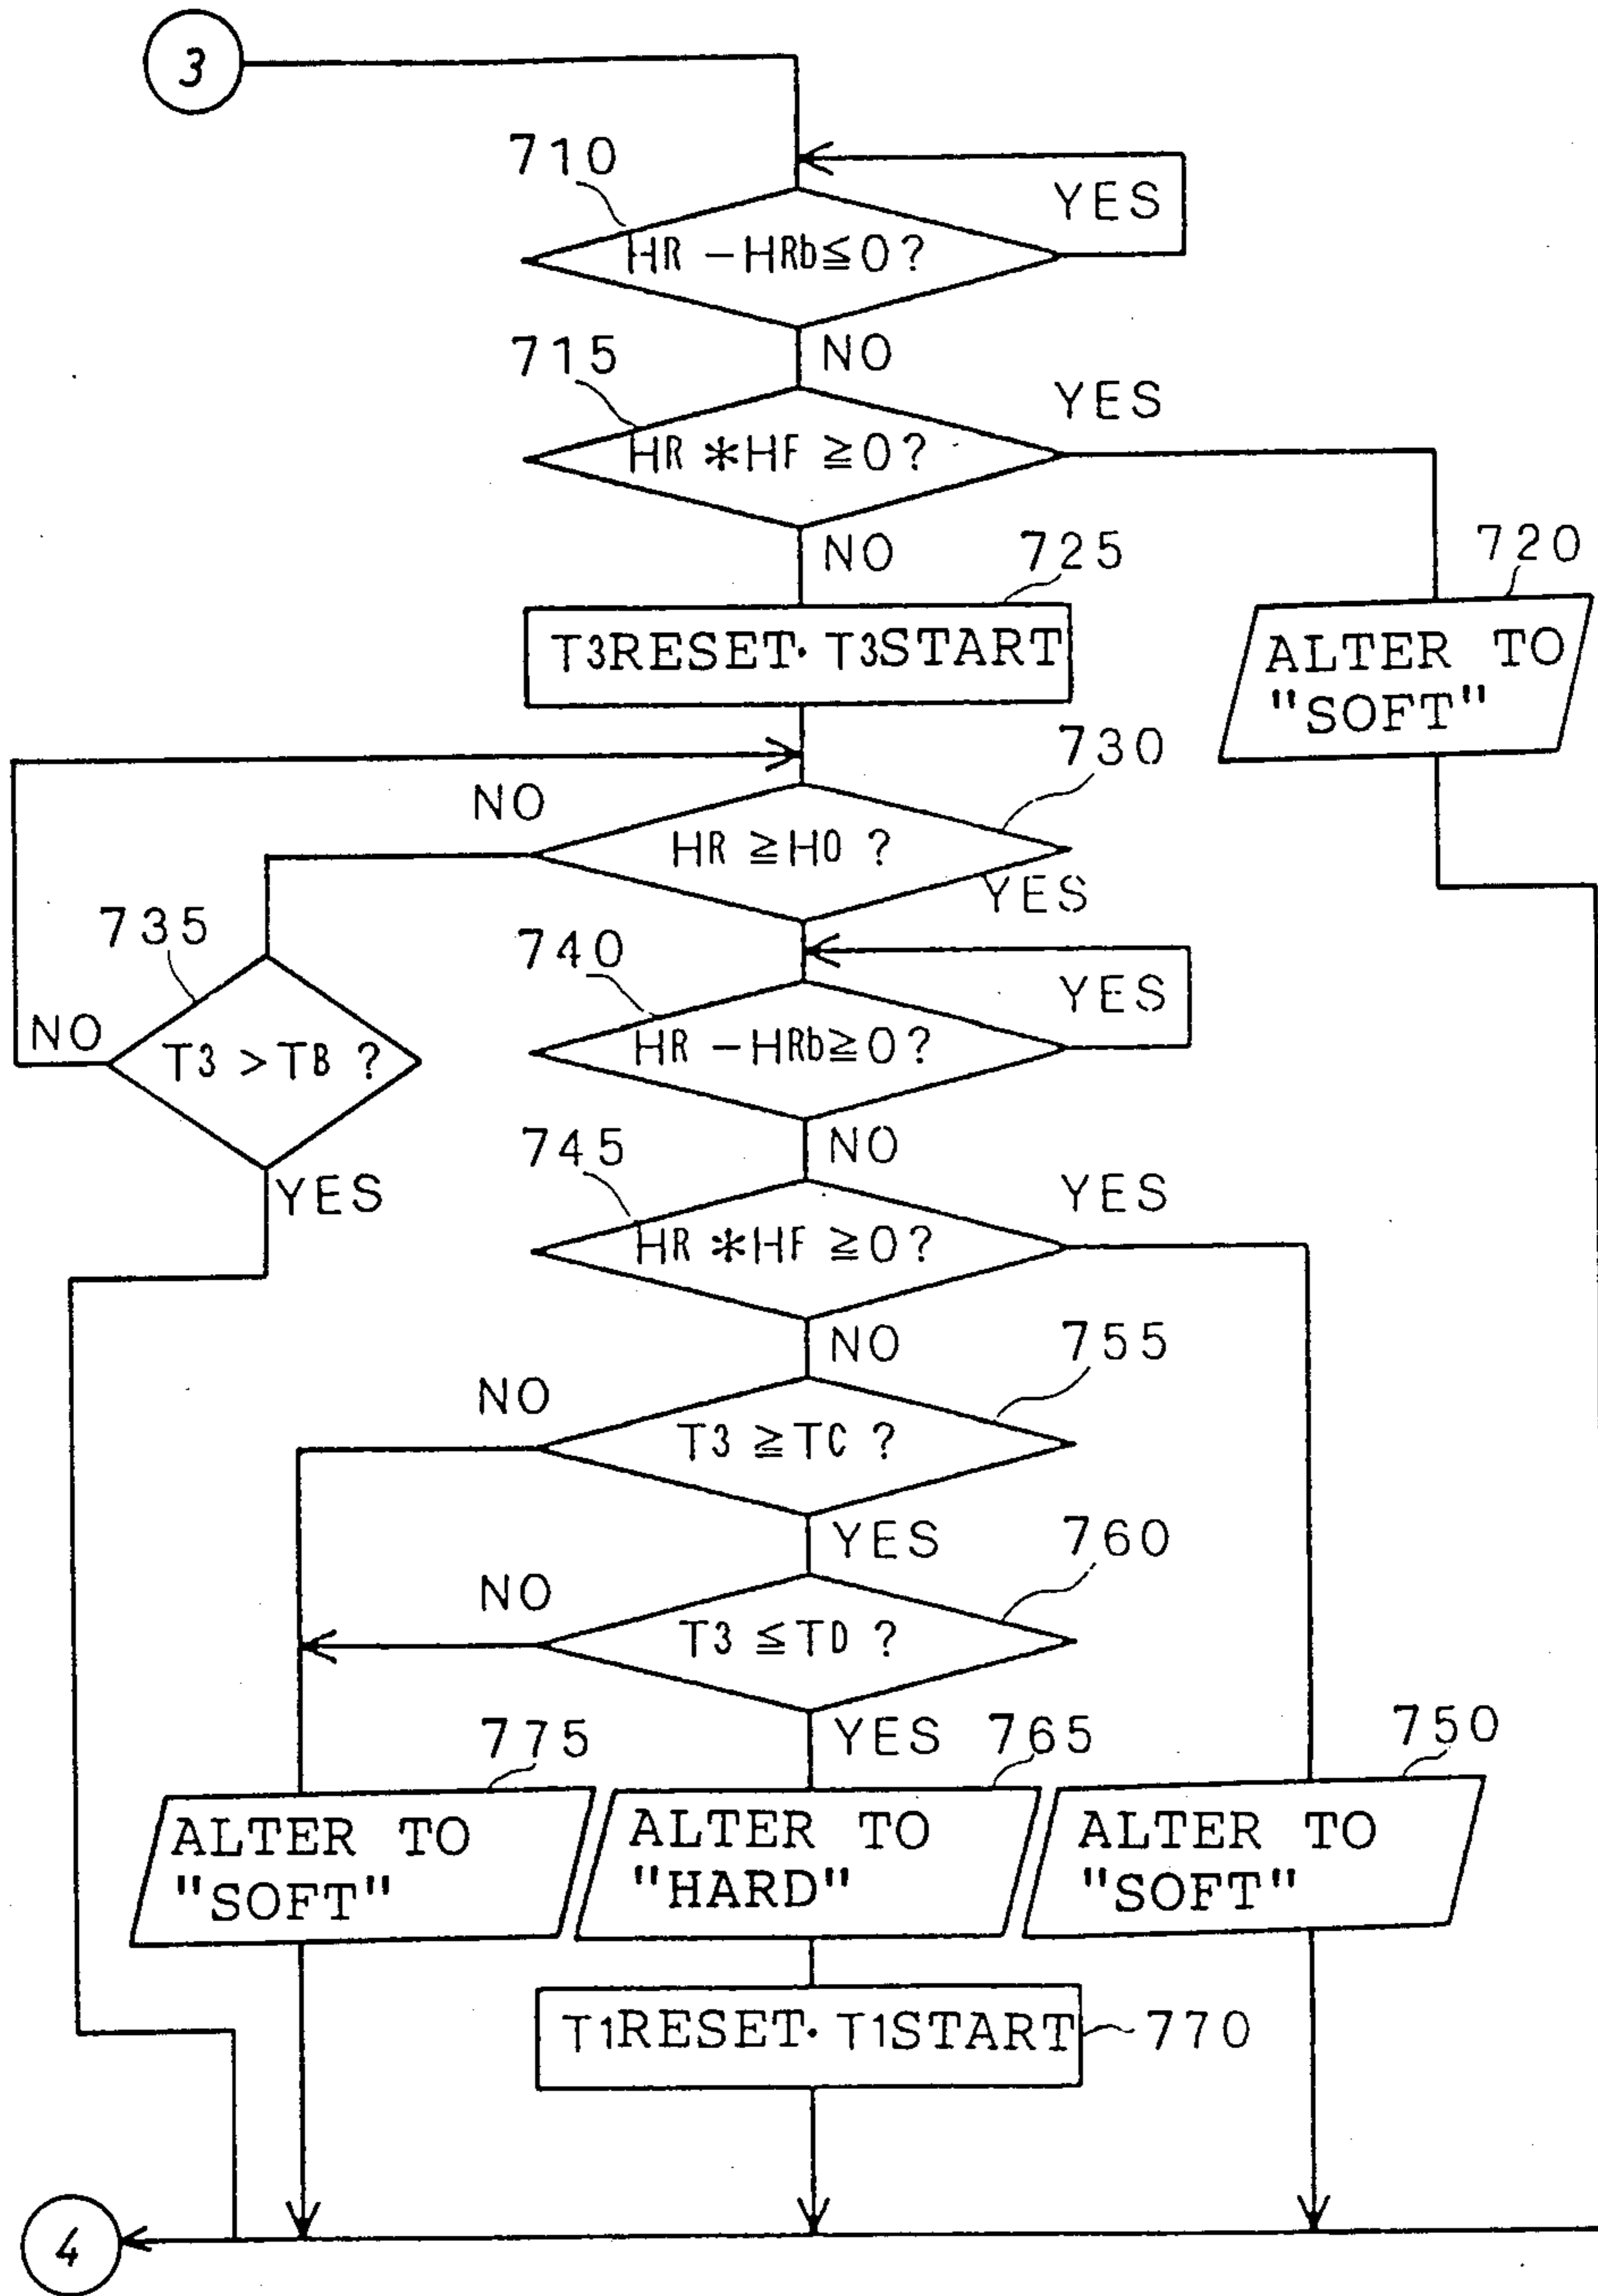 3
710
YES
HR -HRb≦0?
NO
715
YES
HR *HF ≧0?
NO
725
720
T3RESET· T3START
ALTER TO
"SOFT"
730
NO
HR ≧H0 ?
YES
735
740
YES
NO
T3 >TB ?
HR -HRb≧0?
NO
745
YES
YES
HR *HF ≧0?
NO
755
NO
T3 ≧TC ?
YES
760
NO
T3 ≦TD ?
YES
775
765
750
ALTER TO
"SOFT"
ALTER TO
"HARD"
ALTER TO
"SOFT"
T1RESET· T1START
770
4